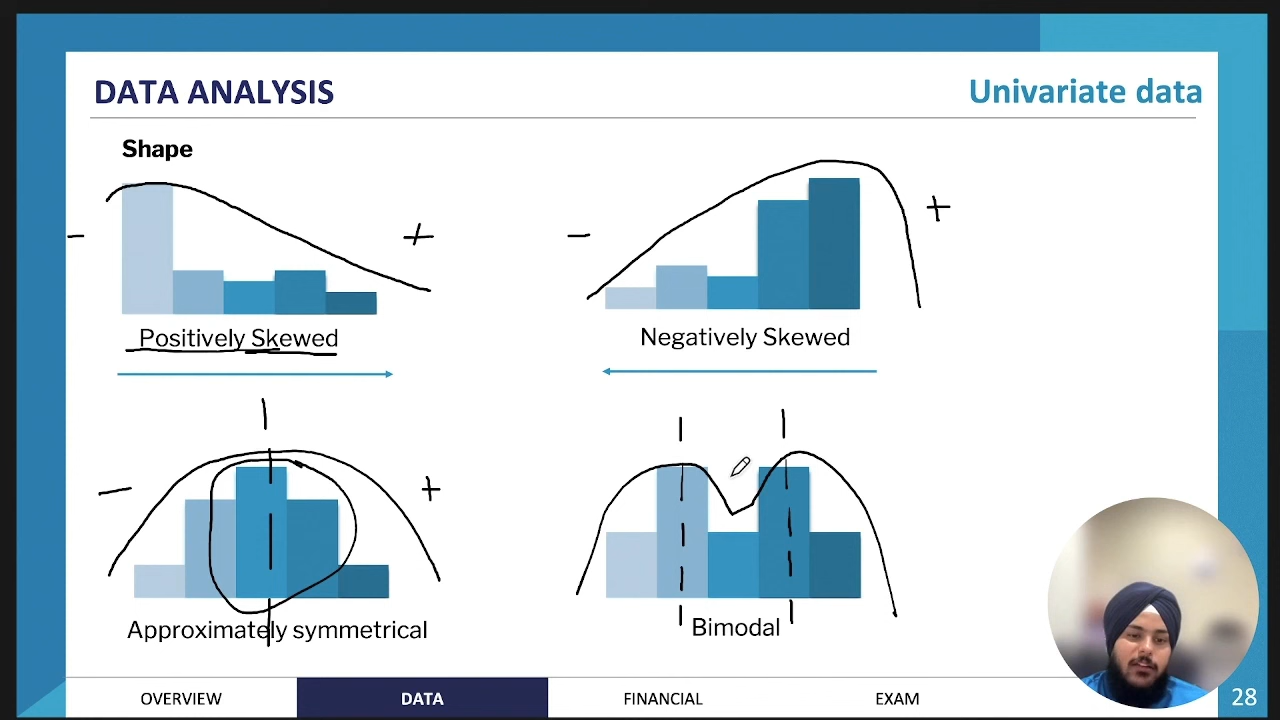 DATA ANALYSIS
Univariate data
Shape
- +
- +
Positively Skewed
Negatively Skewed
- +
Approximately symmetrical
Bimodal
OVERVIEW DATA FINANCIAL EXAM
28